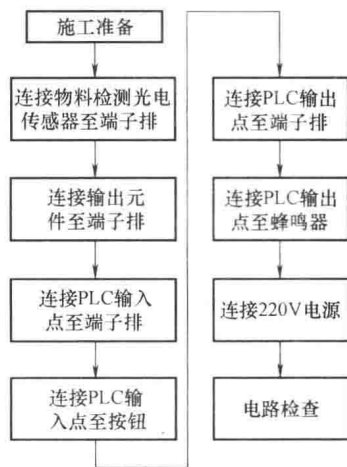 施工准备
连接物料检测光电
传感器至端子排
连接输出元
件至端子排
连接PLC输入
点至端子排
连接PLC输
入点至按钮
连接PLC输出
点至端子排
连接PLC输出
点至蜂鸣器
连接220V电源
电路检查